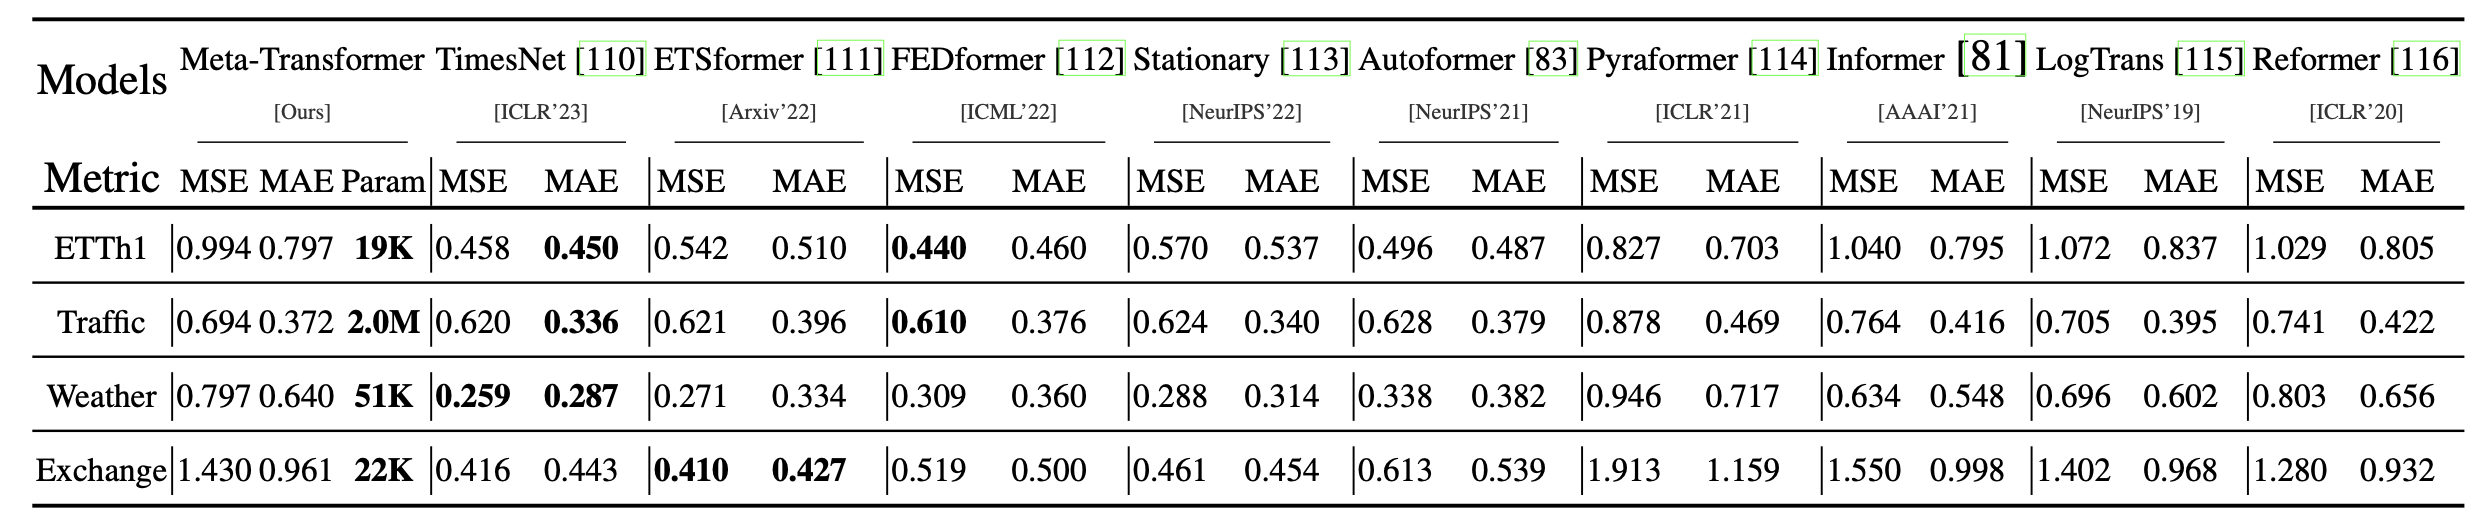 Models Meta-Transformer TimesNet [110] ETSformer [111] FEDformer [112] Stationary [113] Autoformer [83] Pyraformer [114] Informer [81] LogTrans [115] Reformer [116]
[Ours] [ICLR’23] [Arxiv’22] [ICML’22] [NeurIPS’22] [NeurIPS’21] [ICLR’21] [AAAI’21] [NeurIPS’19] [ICLR’20]
Metric MSE MAE Param MSE MAE MSE MAE MSE MAE MSE MAE MSE MAE MSE MAE MSE MAE MSE MAE MSE MAE
ETTh1 0.994 0.797 19K 0.458 0.450 0.542 0.510 0.440 0.460 0.570 0.537 0.496 0.487 0.827 0.703 1.040 0.795 1.072 0.837 1.029 0.805
Traffic 0.694 0.372 2.0M 0.620 0.336 0.621 0.396 0.610 0.376 0.624 0.340 0.628 0.379 0.878 0.469 0.764 0.416 0.705 0.395 0.741 0.422
Weather 0.797 0.640 51K 0.259 0.287 0.271 0.334 0.309 0.360 0.288 0.314 0.338 0.382 0.946 0.717 0.634 0.548 0.696 0.602 0.803 0.656
Exchange 1.430 0.961 22K 0.416 0.443 0.410 0.427 0.519 0.500 0.461 0.454 0.613 0.539 1.913 1.159 1.550 0.998 1.402 0.968 1.280 0.932